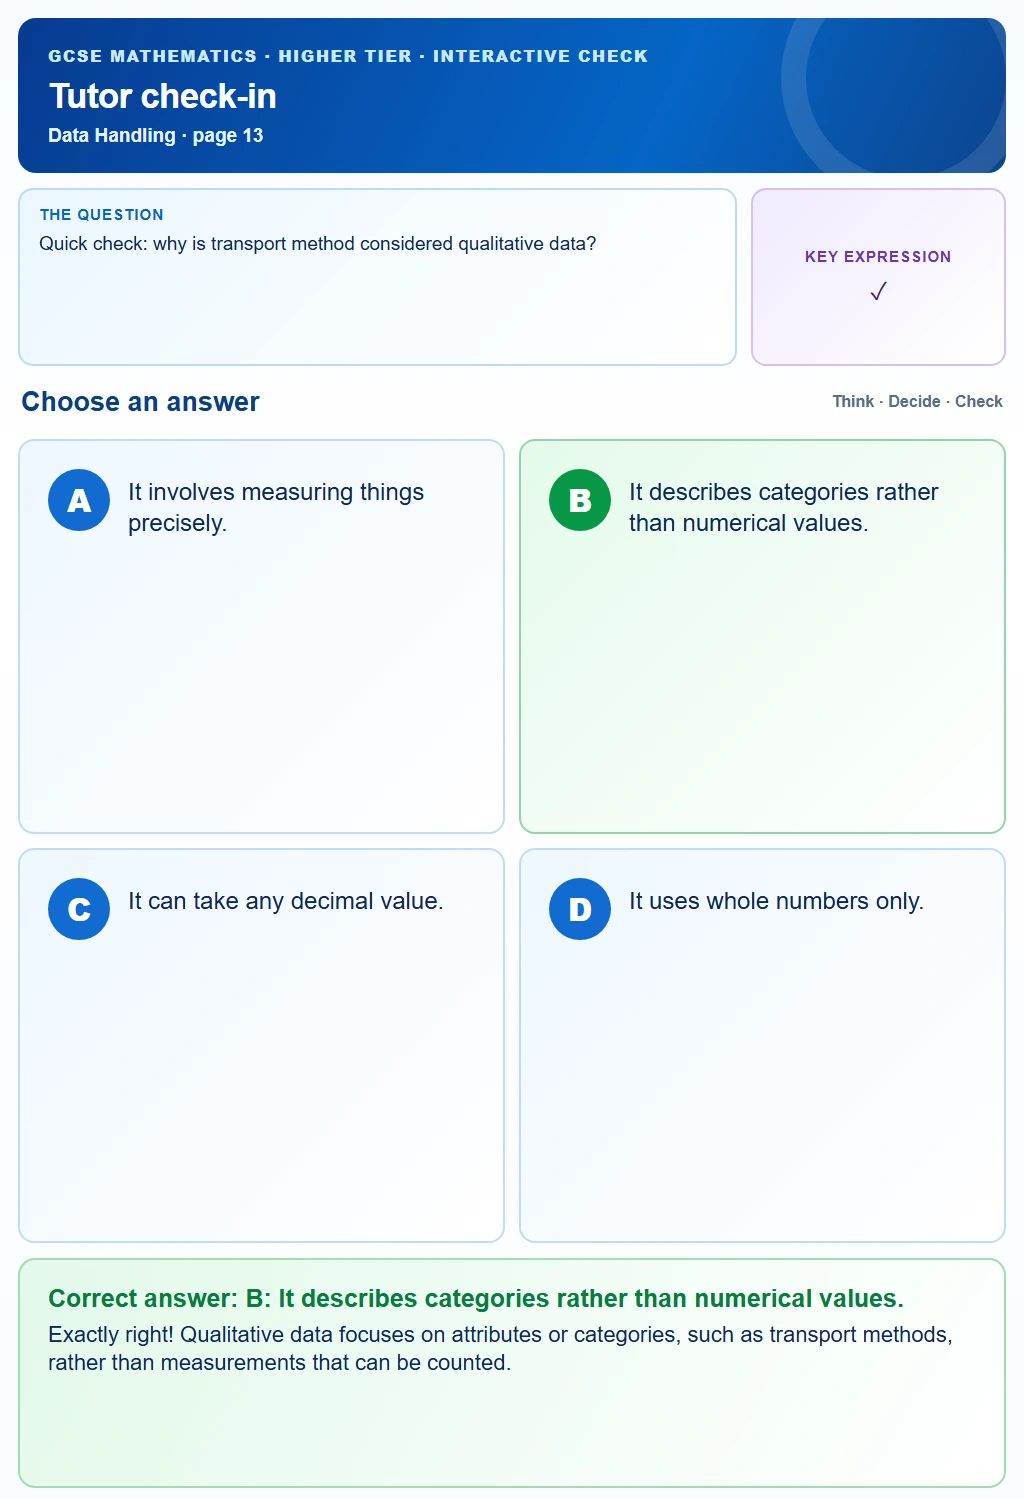 GCSE MATHEMATICS · HIGHER TIER · INTERACTIVE CHECK
Tutor check-in
Data Handling · page 13
THE QUESTION
Quick check: why is transport method considered qualitative data?
KEY EXPRESSION
✓
Choose an answer
Think · Decide · Check
A
It involves measuring things
precisely.
B
It describes categories rather
than numerical values.
C
It can take any decimal value.
D
It uses whole numbers only.
Correct answer: B: It describes categories rather than numerical values.
Exactly right! Qualitative data focuses on attributes or categories, such as transport methods,
rather than measurements that can be counted.